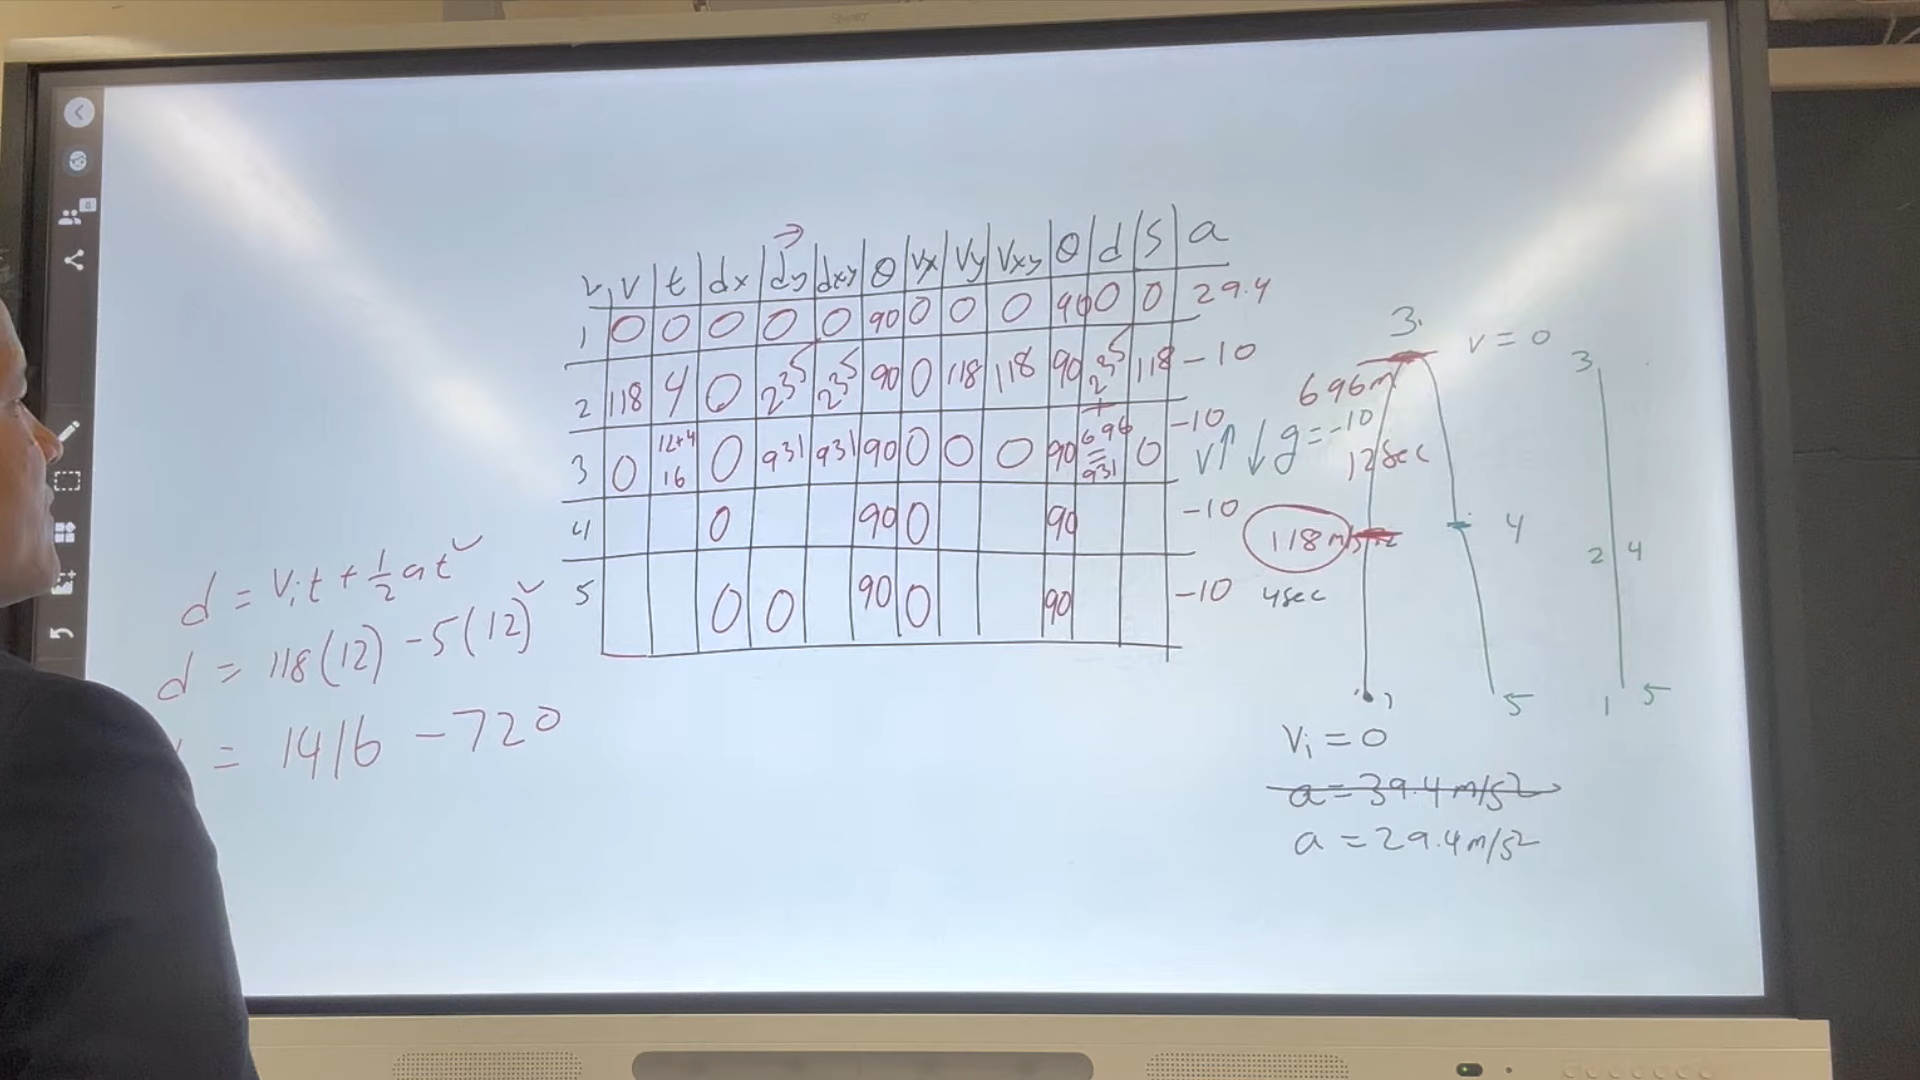 v, v | t | dx | dy | dxy | θ | vx | vy | vxy | θ | d | S | a
1 | 0 | 0 | 0 | 0 | 0 | 90 | 0 | 0 | 0 | 90 | 0 | 0 | 29.4
2 | 118 | 4 | 0 | 235 | 235 | 90 | 0 | 118 | 118 | 90 | 235 | 118 | -10
3 | 0 | 12+4 16 | 0 | 931 | 931 | 90 | 0 | 0 | 0 | 90 | + 696 = 931 | 0 | -10
4 | 0 | 90 | 0 | 90 | -10
5 | 0 | 0 | 90 | 0 | 90 | -10
d = Vit + 1/2 at²
d = 118(12) - 5(12)²
= 1416 - 720
3. v = 0
696m
v↑ ↓g = -10
12sec
118 m/s
4sec
4
1
5
3
2 4
1 5
Vi = 0
a = 39.4 m/s²
a = 29.4 m/s²